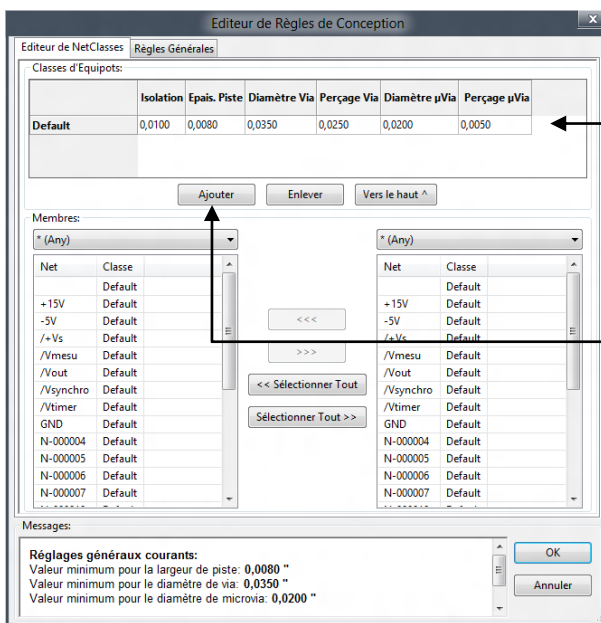 Editeur de Règles de Conception
x
Editeur de NetClasses Règles Générales
Classes d'Equipots:
Isolation Epais. Piste Diamètre Via Perçage Via Diamètre µVia Perçage µVia
Default 0,0100 0,0080 0,0350 0,0250 0,0200 0,0050
Ajouter Enlever Vers le haut ^
Membres:
* (Any) * (Any)
Net Classe Net Classe
Default Default
+15V Default +15V Default
-5V Default <<< -5V Default
/+Vs Default /+Vs Default
/Vmesu Default >>> /Vmesu Default
/Vout Default /Vout Default
/Vsynchro Default << Sélectionner Tout /Vsynchro Default
/Vtimer Default /Vtimer Default
GND Default Sélectionner Tout >> GND Default
N-000004 Default N-000004 Default
N-000005 Default N-000005 Default
N-000006 Default N-000006 Default
N-000007 Default N-000007 Default
Messages:
Réglages généraux courants:
Valeur minimum pour la largeur de piste: 0,0080 "
Valeur minimum pour le diamètre de via: 0,0350 "
Valeur minimum pour le diamètre de microvia: 0,0200 "
OK
Annuler